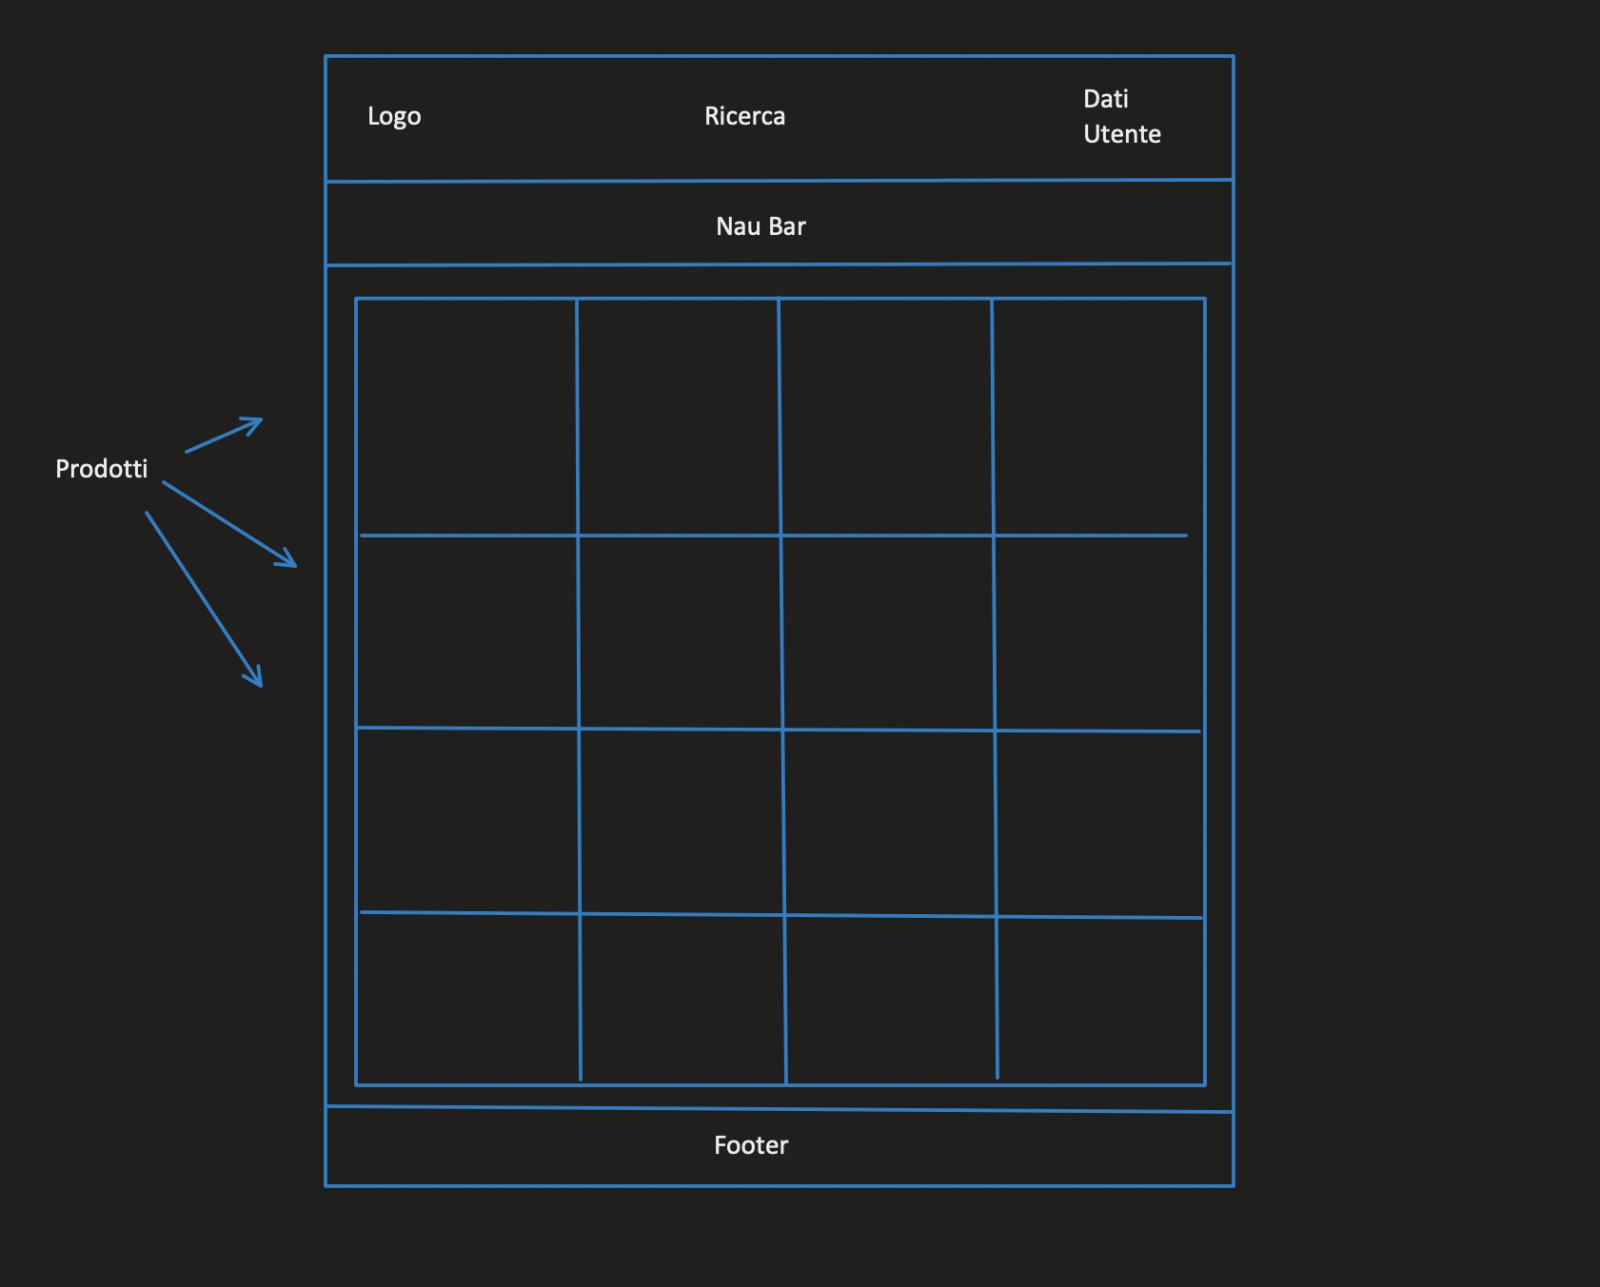 Logo
Ricerca
Dati
Utente
Nau Bar
Prodotti
Footer